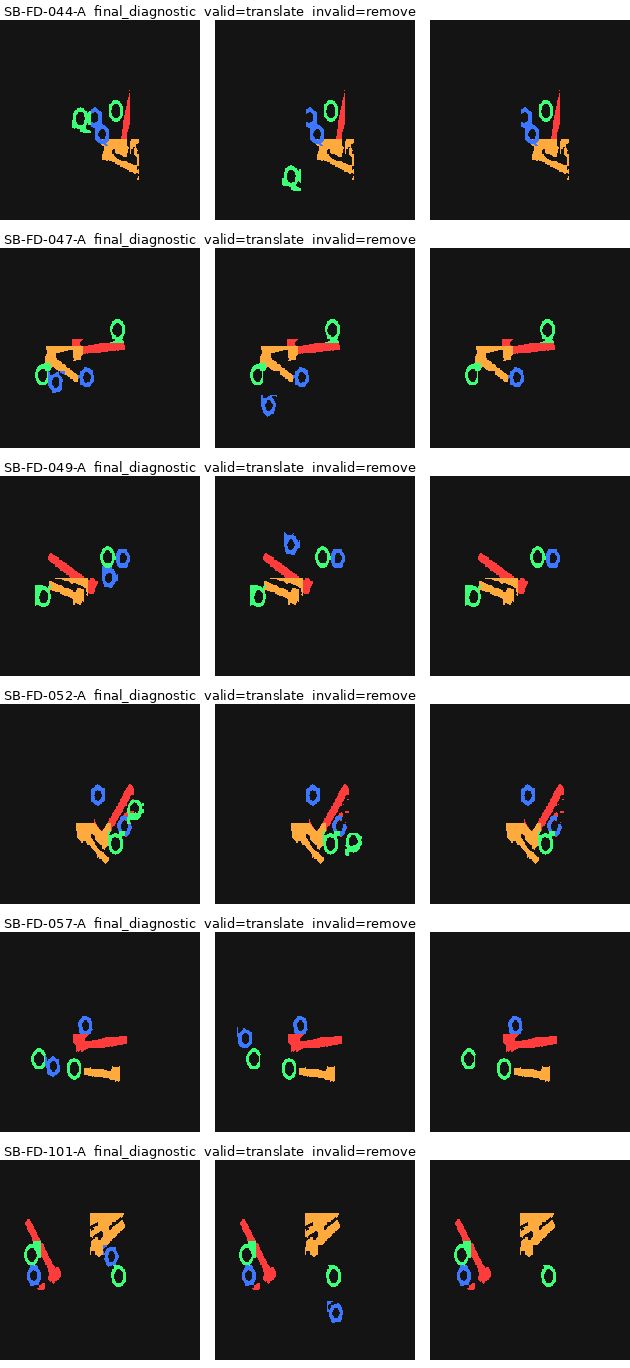 SB-FD-044-A  final_diagnostic  valid=translate  invalid=remove
SB-FD-047-A  final_diagnostic  valid=translate  invalid=remove
SB-FD-049-A  final_diagnostic  valid=translate  invalid=remove
SB-FD-052-A  final_diagnostic  valid=translate  invalid=remove
SB-FD-057-A  final_diagnostic  valid=translate  invalid=remove
SB-FD-101-A  final_diagnostic  valid=translate  invalid=remove